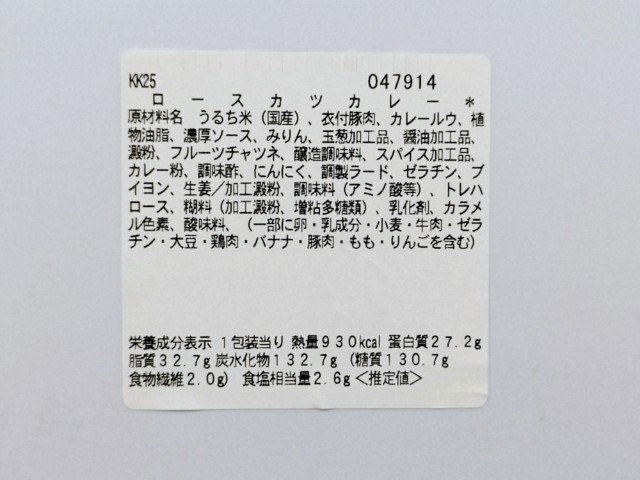 KK25 047914
ロースカツカレー*
原材料名 うるち米(国産)、衣付豚肉、カレールウ、植
物油脂、濃厚ソース、みりん、玉葱加工品、醤油加工品、
澱粉、フルーツチャツネ、醸造調味料、スパイス加工品、
カレー粉、調味酢、にんにく、調製ラード、ゼラチン、ブ
イヨン、生姜/加工澱粉、調味料(アミノ酸等)、トレハ
ロース、糊料(加工澱粉、増粘多糖類)、乳化剤、カラメ
ル色素、酸味料、(一部に卵・乳成分・小麦・牛肉・ゼラ
チン・大豆・鶏肉・バナナ・豚肉・もも・りんごを含む)
栄養成分表示 1包装当り 熱量930kcal 蛋白質27.2g
脂質32.7g 炭水化物132.7g(糖質130.7g
食物繊維2.0g) 食塩相当量2.6g<推定値>